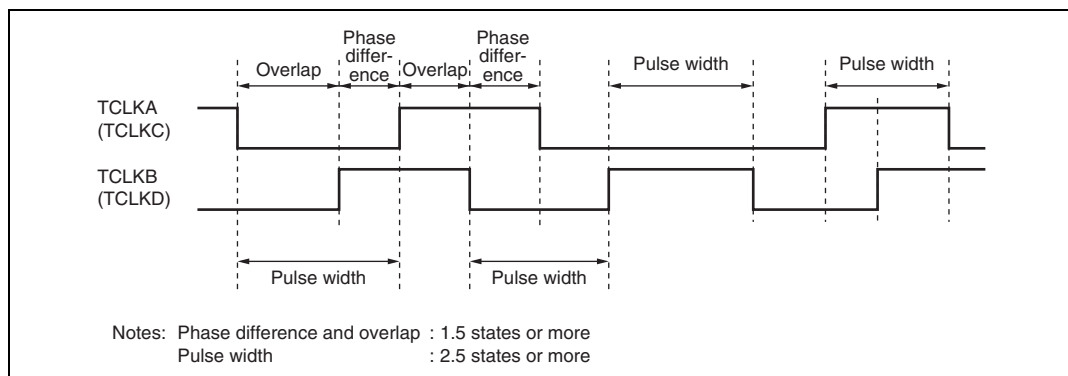 Phase
differ-
ence
Overlap
Overlap
Phase
differ-
ence
Pulse width
Pulse width
TCLKA
(TCLKC)
TCLKB
(TCLKD)
Pulse width
Pulse width
Notes: Phase difference and overlap : 1.5 states or more
Pulse width : 2.5 states or more